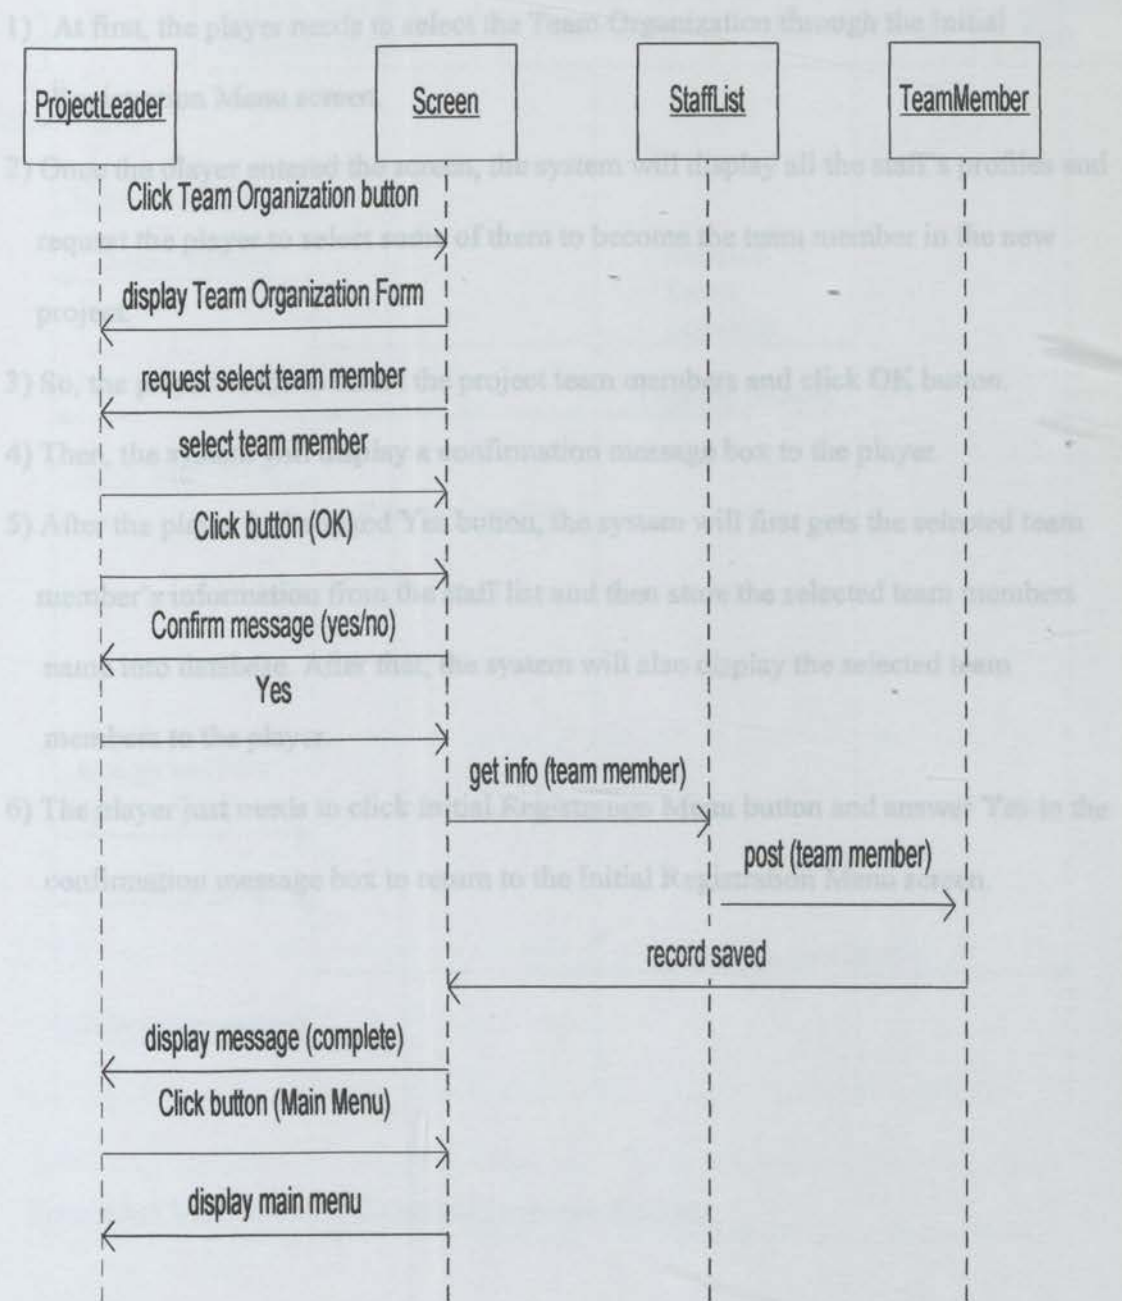 1) At first, the player needs to select the Team Organization through the Initial
ProjectLeader Screen StaffList TeamMember
Menu screen.
2) Once the player entered the screen, the system will display all the staff's profiles and
Click Team Organization button
request the player to select some of them to become the team member in the new
display Team Organization Form
project.
request select team member
3) So, the the project team members and click OK button.
select team member
4) Then, the display a confirmation message box to the player.
Click button (OK)
5) After the Yes button, the system will first gets the selected team
member's information from the staff list and then store the selected team members
Confirm message (yes/no)
name into database. After that, the system will also display the selected team
Yes
members to the player.
get info (team member)
6) The player just needs to click Initial Registration Menu button and answer Yes to the
post (team member)
confirmation message box to return to the Initial Registration Menu screen.
record saved
display message (complete)
Click button (Main Menu)
display main menu